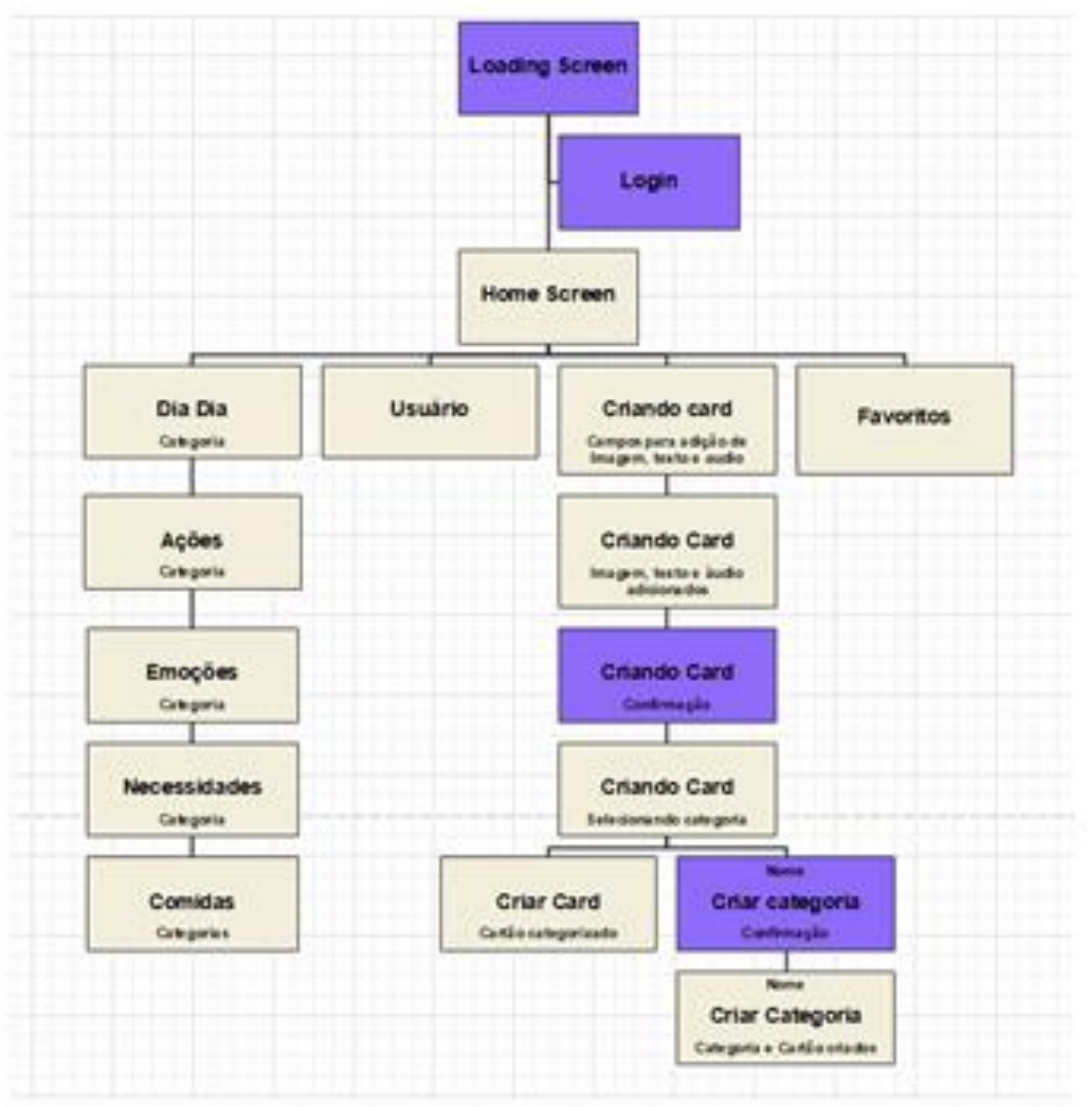 Loading Screen
Login
Home Screen
Dia Dia
Categoria
Usuário
Criando card
Campos para adição de
Imagem, texto e audio
Favoritos
Ações
Categoria
Criando Card
Imagem, texto e áudio
adicionados
Emoções
Categoria
Criando Card
Confirmação
Necessidades
Categoria
Criando Card
Selecionando categoria
Comidas
Categorias
Criar Card
Cartão categorizado
Nome
Criar categoria
Confirmação
Nome
Criar Categoria
Categoria e Cartão criados